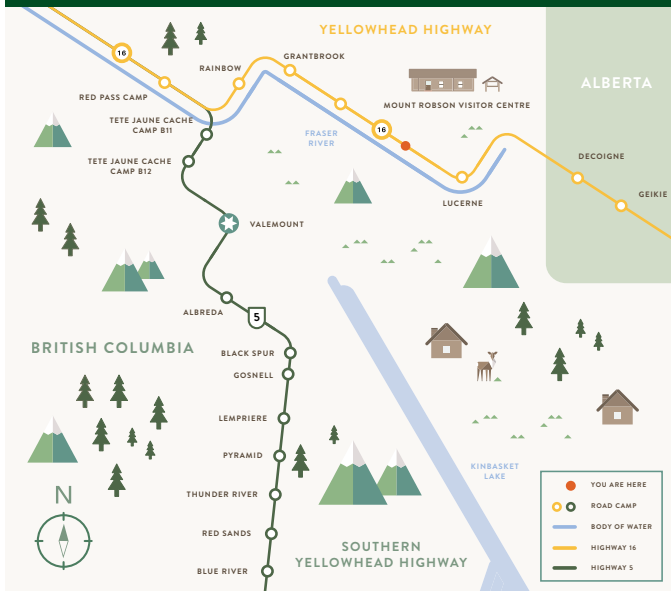 YELLOWHEAD HIGHWAY
16
GRANTBROOK
RAINBOW
ALBERTA
RED PASS CAMP
MOUNT ROBSON VISITOR CENTRE
TETE JAUNE CACHE
CAMP B11
16
FRASER
RIVER
DECOIGNE
TETE JAUNE CACHE
CAMP B12
GEIKIE
LUCERNE
VALEMOUNT
ALBREDA
5
BRITISH COLUMBIA
BLACK SPUR
GOSNELL
LEMPRIERE
PYRAMID
KINBASKET
LAKE
THUNDER RIVER
N
RED SANDS
SOUTHERN
YELLOWHEAD HIGHWAY
BLUE RIVER
YOU ARE HERE
ROAD CAMP
BODY OF WATER
HIGHWAY 16
HIGHWAY 5